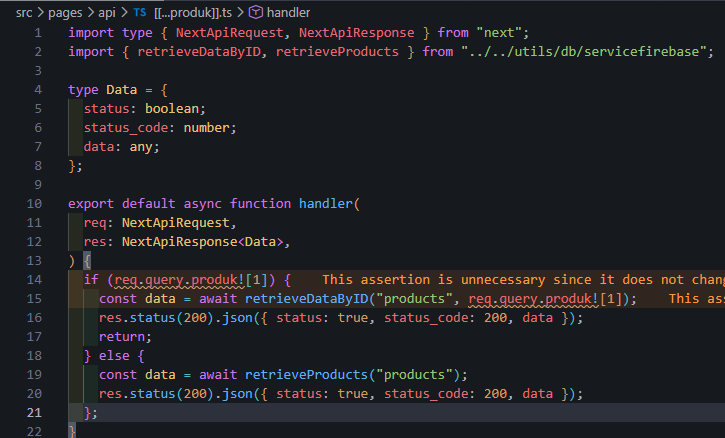 src > pages > api > TS [[...produk]].ts > handler
1 import type { NextApiRequest, NextApiResponse } from "next";
2 import { retrieveDataByID, retrieveProducts } from "../../utils/db/servicefirebase";
3
4 type Data = {
5   status: boolean;
6   status_code: number;
7   data: any;
8 };
9
10 export default async function handler(
11   req: NextApiRequest,
12   res: NextApiResponse<Data>,
13 ) {
14   if (req.query.produk![1]) {     This assertion is unnecessary since it does not chang
15     const data = await retrieveDataByID("products", req.query.produk![1]);     This ass
16     res.status(200).json({ status: true, status_code: 200, data });
17     return;
18   } else {
19     const data = await retrieveProducts("products");
20     res.status(200).json({ status: true, status_code: 200, data });
21   };
22 }